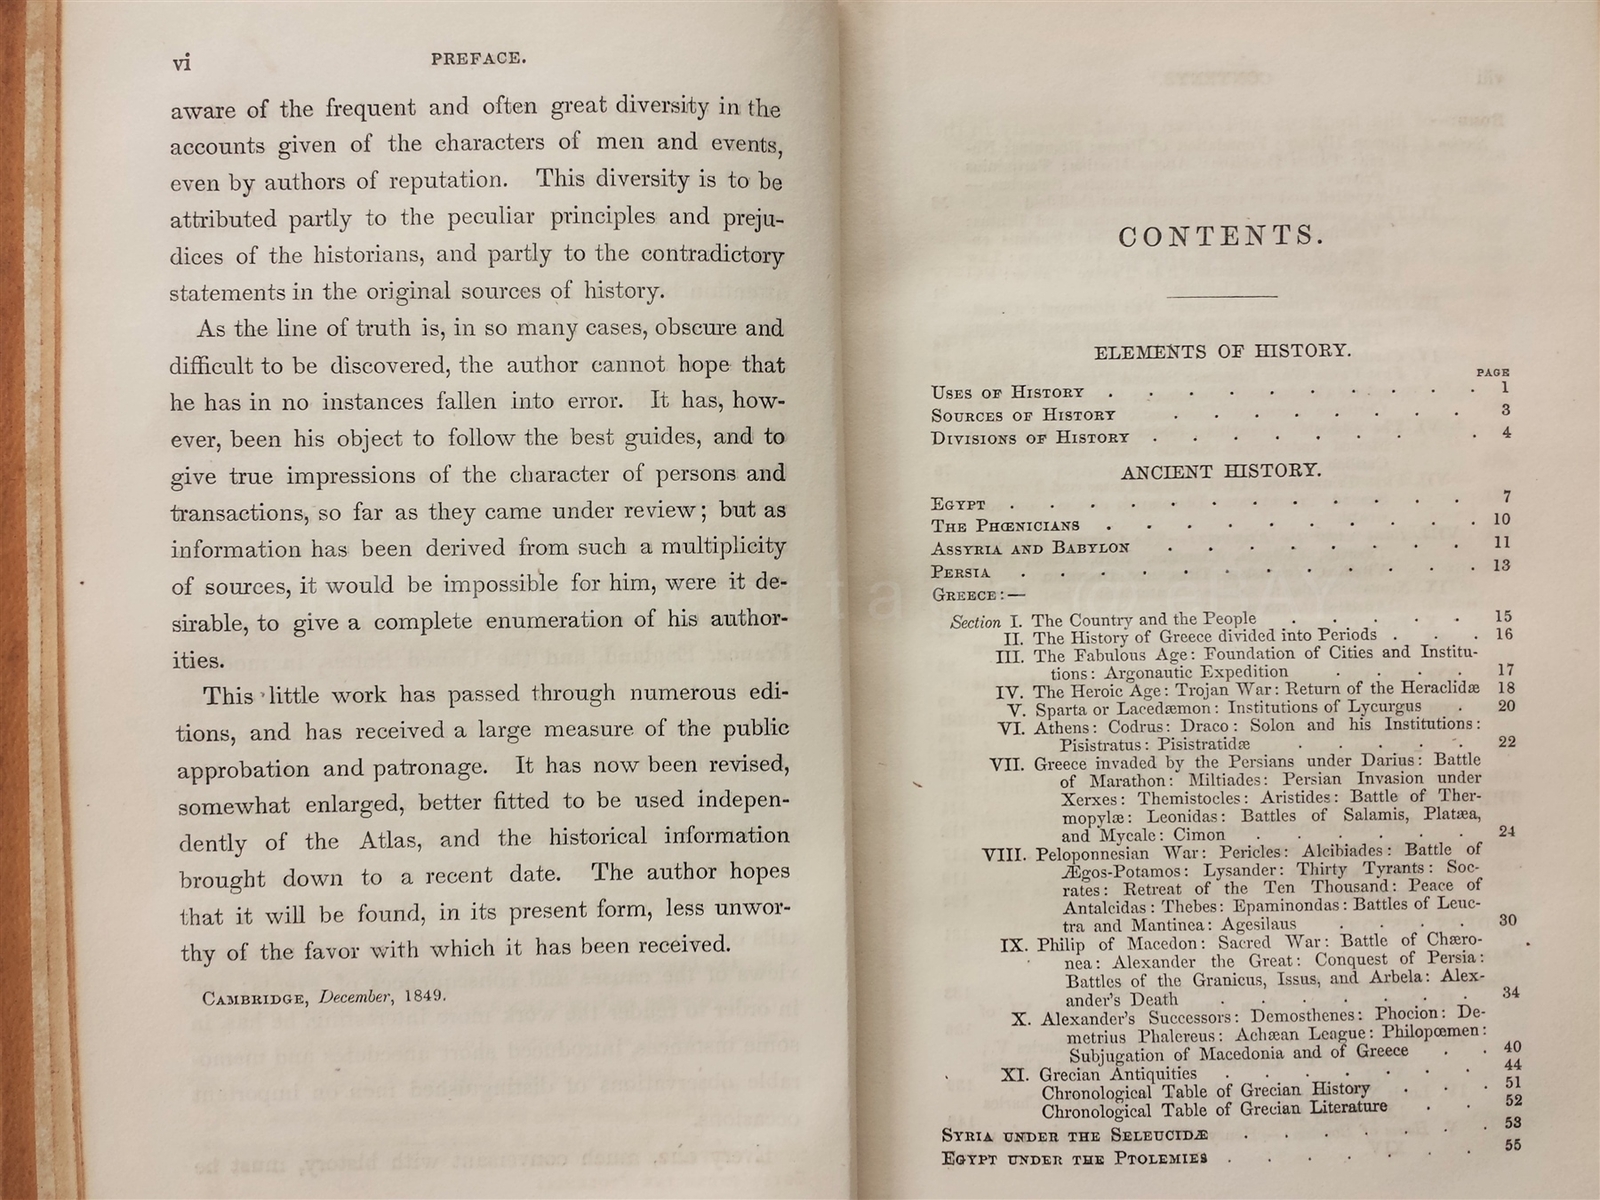 vi
PREFACE.
aware of the frequent and often great diversity in the
accounts given of the characters of men and events,
even by authors of reputation. This diversity is to be
attributed partly to the peculiar principles and preju-
dices of the historians, and partly to the contradictory
statements in the original sources of history.
As the line of truth is, in so many cases, obscure and
difficult to be discovered, the author cannot hope that
he has in no instances fallen into error. It has, how-
ever, been his object to follow the best guides, and to
give true impressions of the character of persons and
transactions, so far as they came under review; but as
information has been derived from such a multiplicity
of sources, it would be impossible for him, were it de-
sirable, to give a complete enumeration of his author-
ities.
This little work has passed through numerous edi-
tions, and has received a large measure of the public
approbation and patronage. It has now been revised,
somewhat enlarged, better fitted to be used indepen-
dently of the Atlas, and the historical information
brought down to a recent date. The author hopes
that it will be found, in its present form, less unwor-
thy of the favor with which it has been received.
CAMBRIDGE, December, 1849.
CONTENTS.
ELEMENTS OF HISTORY.
PAGE
USES OF HISTORY . . . . . . . . . . 1
SOURCES OF HISTORY . . . . . . . . 3
DIVISIONS OF HISTORY . . . . . . . . 4
ANCIENT HISTORY.
EGYPT . . . . . . . . . . . . 7
THE PHŒNICIANS . . . . . . . . . . 10
ASSYRIA AND BABYLON . . . . . . . . 11
PERSIA . . . . . . . . . . . . 13
GREECE:—
Section I. The Country and the People . . . . . 15
II. The History of Greece divided into Periods . . . 16
III. The Fabulous Age: Foundation of Cities and Institu-
tions: Argonautic Expedition . . . . 17
IV. The Heroic Age: Trojan War: Return of the Heraclidæ 18
V. Sparta or Lacedæmon: Institutions of Lycurgus . 20
VI. Athens: Codrus: Draco: Solon and his Institutions:
Pisistratus: Pisistratidæ . . . . . 22
VII. Greece invaded by the Persians under Darius: Battle
of Marathon: Miltiades: Persian Invasion under
Xerxes: Themistocles: Aristides: Battle of Ther-
mopylæ: Leonidas: Battles of Salamis, Platæa,
and Mycale: Cimon . . . . . . 24
VIII. Peloponnesian War: Pericles: Alcibiades: Battle of
Ægos-Potamos: Lysander: Thirty Tyrants: Soc-
rates: Retreat of the Ten Thousand: Peace of
Antalcidas: Thebes: Epaminondas: Battles of Leuc-
tra and Mantinea: Agesilaus . . . . 30
IX. Philip of Macedon: Sacred War: Battle of Chæro-
nea: Alexander the Great: Conquest of Persia:
Battles of the Granicus, Issus, and Arbela: Alex-
ander's Death . . . . . . . 34
X. Alexander's Successors: Demosthenes: Phocion: De-
metrius Phalereus: Achæan League: Philopœmen:
Subjugation of Macedonia and of Greece . . 40
XI. Grecian Antiquities . . . . . . . 44
Chronological Table of Grecian History . . . 51
Chronological Table of Grecian Literature . . 52
SYRIA UNDER THE SELEUCIDÆ . . . . . . . 53
EGYPT UNDER THE PTOLEMIES . . . . . . . 55